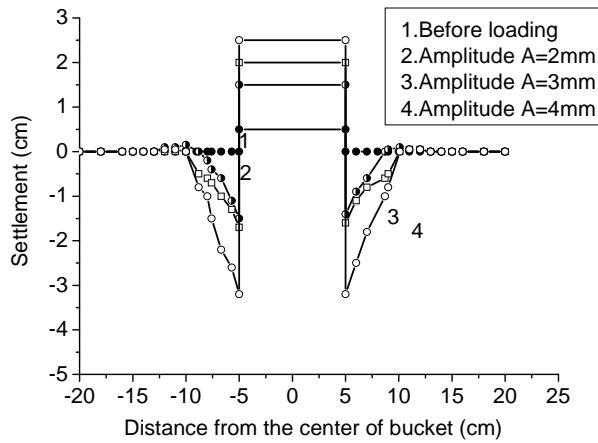 1.Before loading
2.Amplitude A=2mm
3.Amplitude A=3mm
4.Amplitude A=4mm
3
2
1
0
-1
-2
-3
-4
-5
Settlement (cm)
1
2
3
4
-20 -15 -10 -5 0 5 10 15 20 25
Distance from the center of bucket (cm)